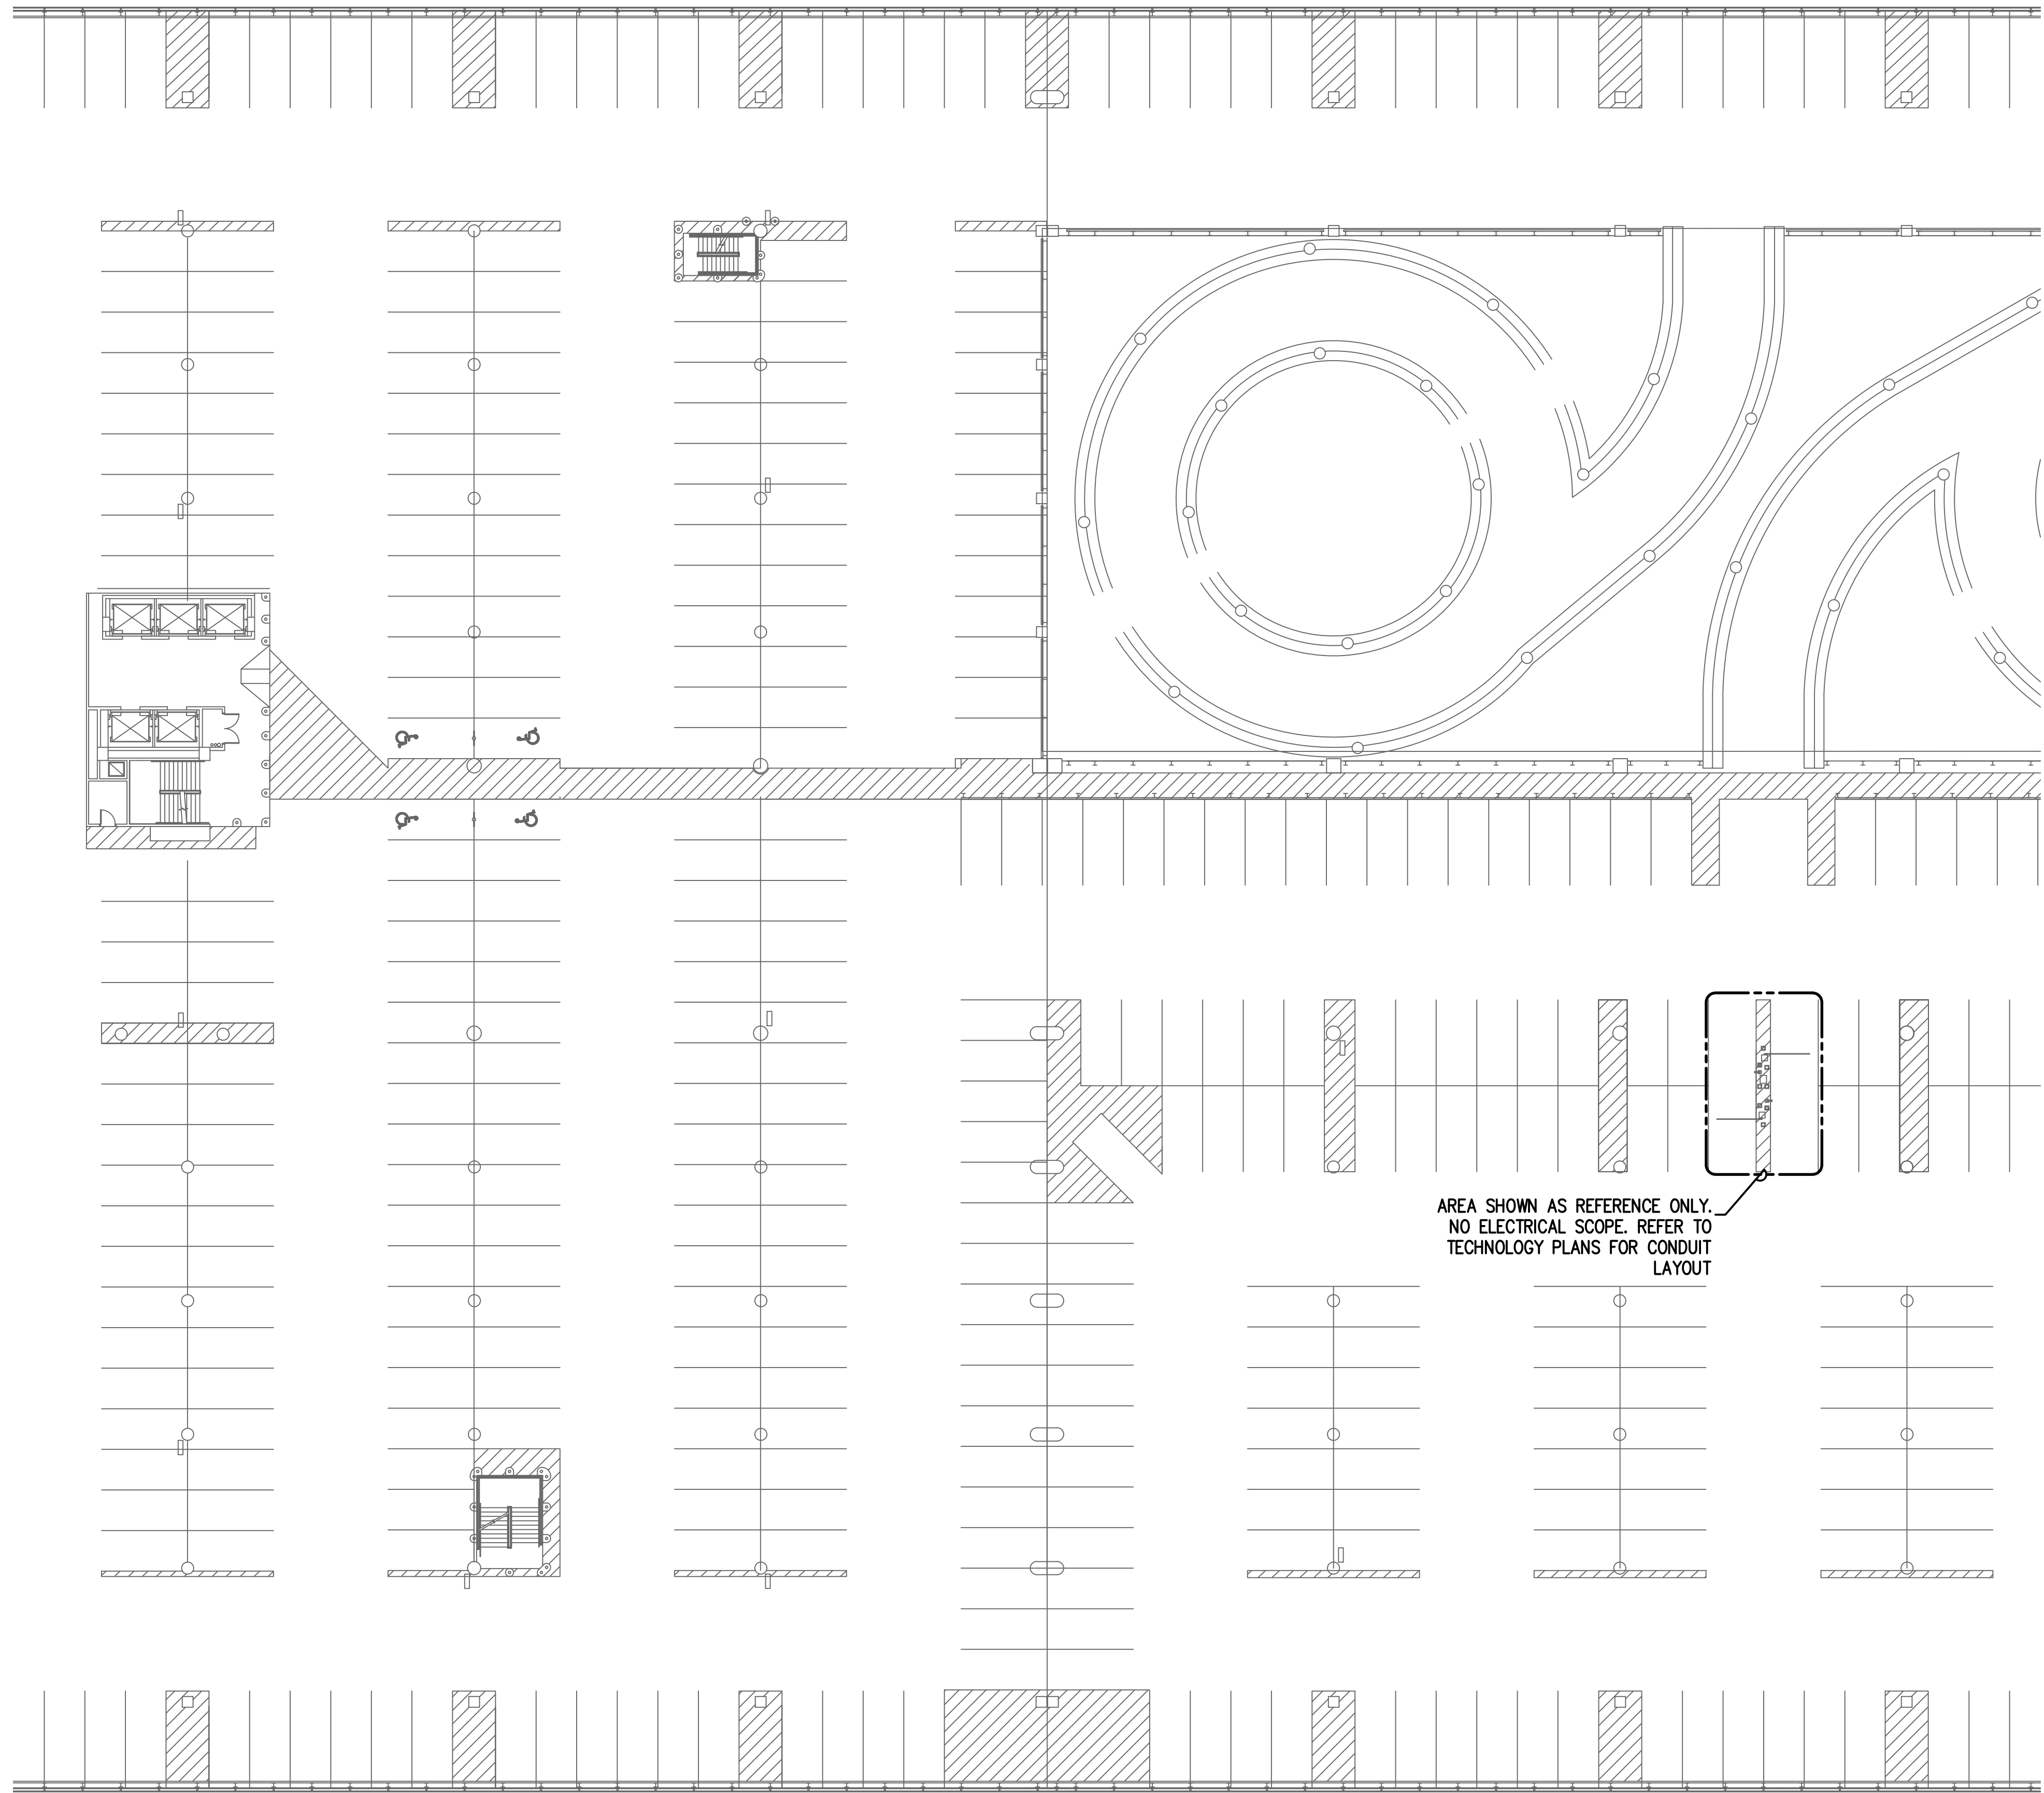 AREA SHOWN AS REFERENCE ONLY.
NO ELECTRICAL SCOPE. REFER TO
TECHNOLOGY PLANS FOR CONDUIT
LAYOUT